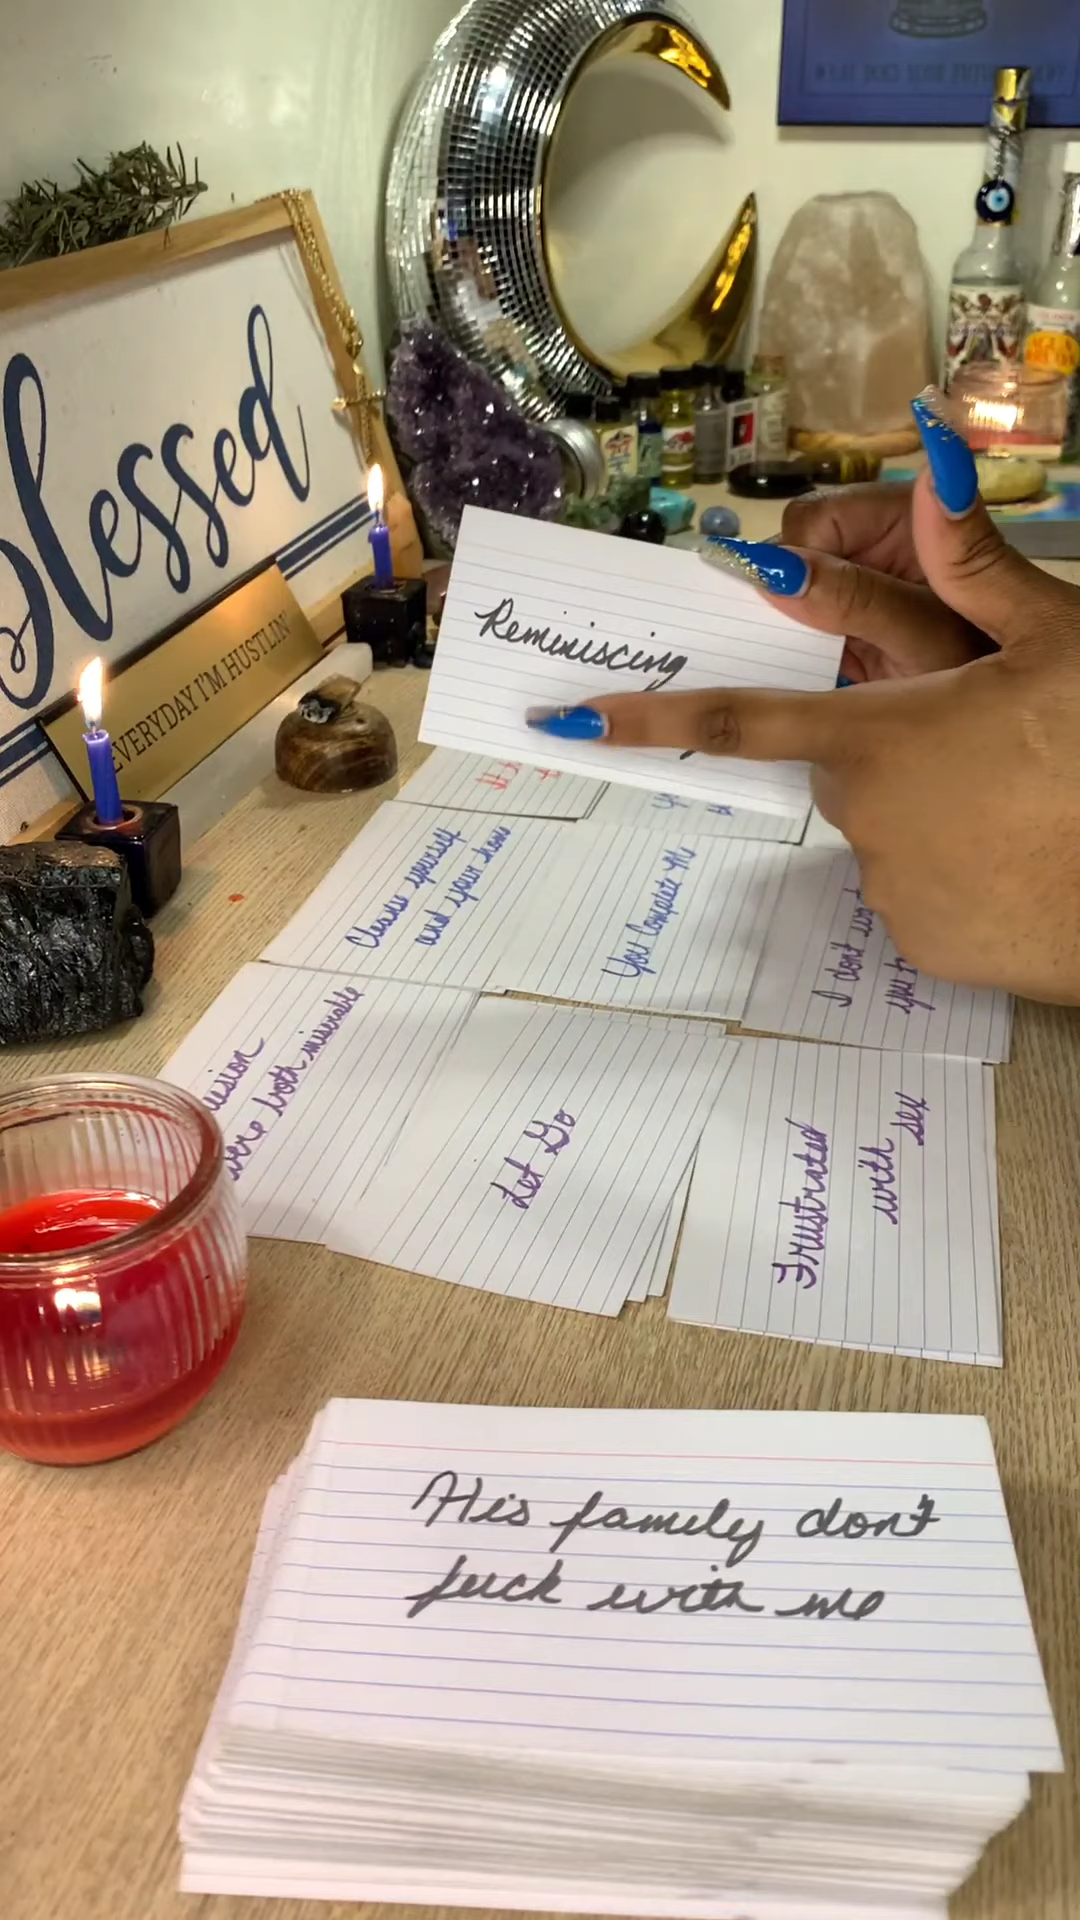 Blessed
EVERYDAY I'M HUSTLIN'
Reminiscing
Cleanse yourself
and your home
You Complete Me
I don't
were both miserable
Let Go
Frustrated
with
sex
His family don't
fuck with me